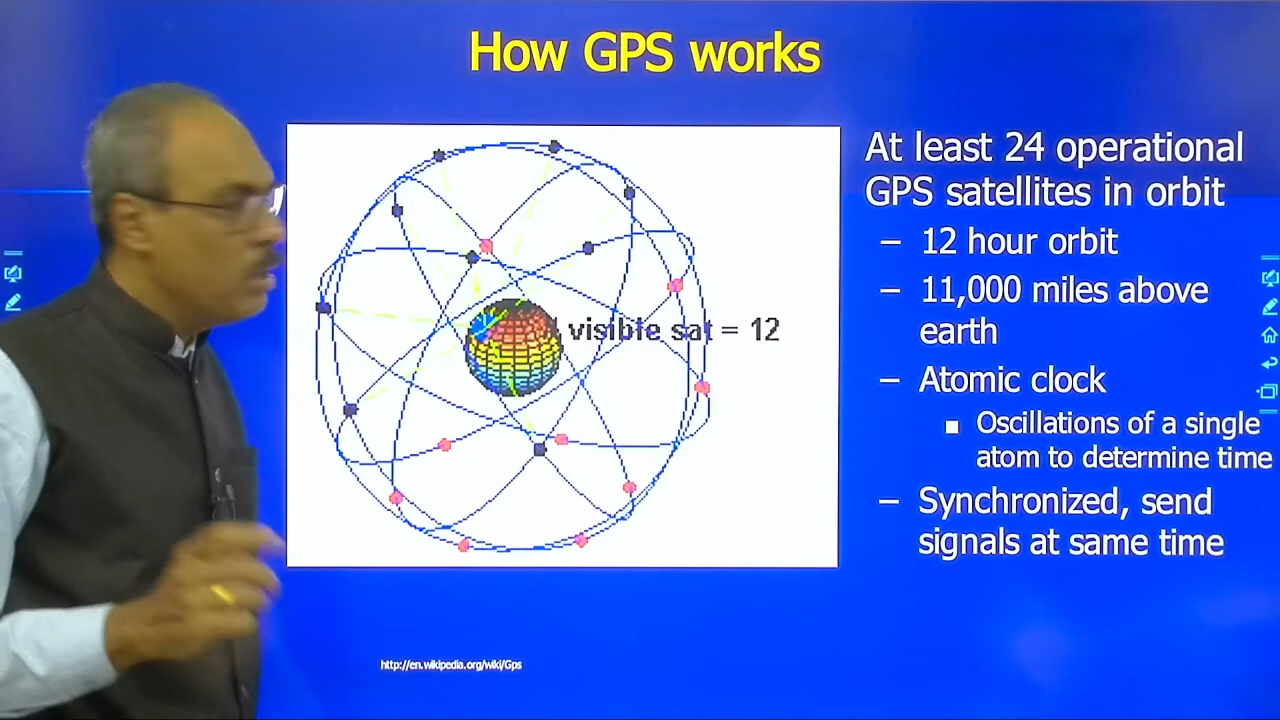 How GPS works
visible sat = 12
At least 24 operational
GPS satellites in orbit
– 12 hour orbit
– 11,000 miles above
earth
– Atomic clock
■ Oscillations of a single
atom to determine time
– Synchronized, send
signals at same time
http://en.wikipedia.org/wiki/Gps